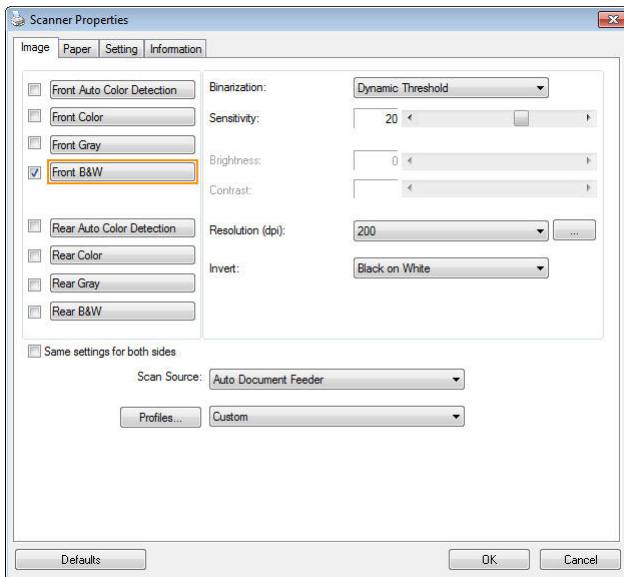 Scanner Properties
Image Paper Setting Information
Front Auto Color Detection
Front Color
Front Gray
Front B&W
Rear Auto Color Detection
Rear Color
Rear Gray
Rear B&W
Binarization: Dynamic Threshold
Sensitivity: 20
Brightness: 0
Contrast:
Resolution (dpi): 200 ...
Invert: Black on White
Same settings for both sides
Scan Source: Auto Document Feeder
Profiles... Custom
Defaults OK Cancel